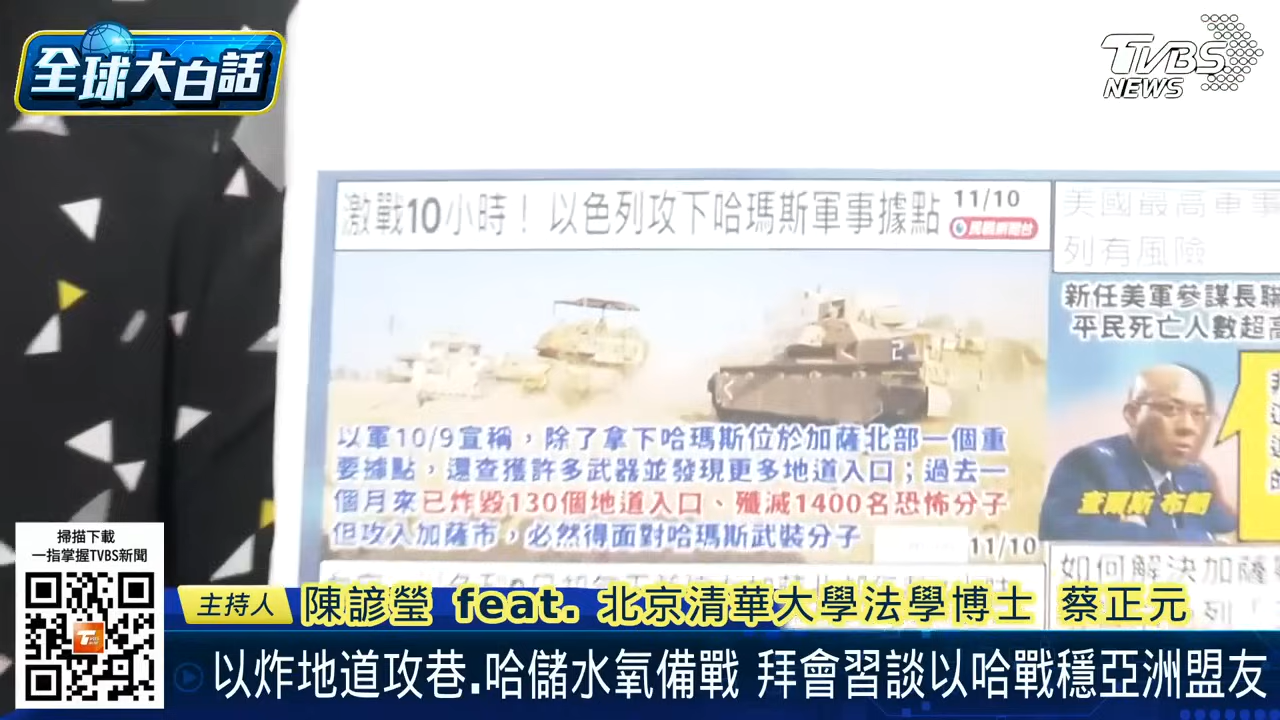 全球大白話
TVBS
NEWS
激戰10小時！以色列攻下哈瑪斯軍事據點
11/10
美國最高軍事
列有風險
以軍10/9宣稱，除了拿下哈瑪斯位於加薩北部一個重
要據點，還查獲許多武器並發現更多地道入口；過去一
個月來已炸毀130個地道入口、殲滅1400名恐怖分子
但攻入加薩市，必然得面對哈瑪斯武裝分子
11/10
新任美軍參謀長聯
平民死亡人數超高
查爾斯 布朗
如何解決加薩
列
掃描下載
一指掌握TVBS新聞
主持人 陳諺瑩 feat. 北京清華大學法學博士 蔡正元
以炸地道攻巷.哈儲水氧備戰 拜會習談以哈戰穩亞洲盟友